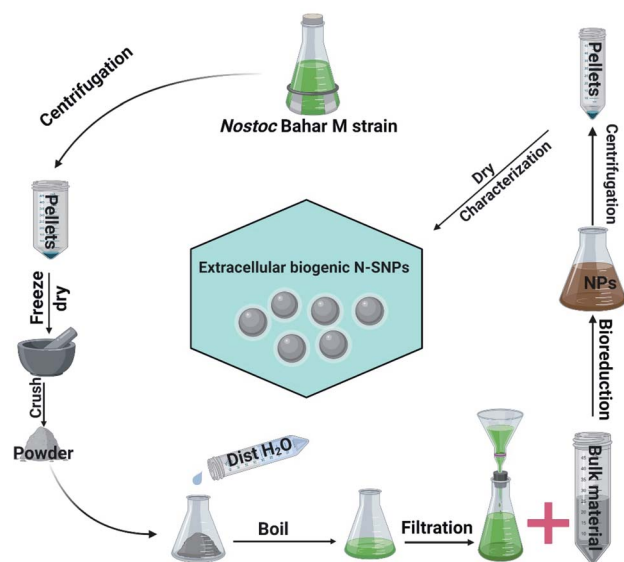 Centrifugation
Nostoc Bahar M strain
Pellets
Freeze
dry
Crush
Powder
Dist H₂O
Boil
Filtration
Bulk material
Bioreduction
NPs
Centrifugation
Pellets
Dry
Characterization
Extracellular biogenic N-SNPs